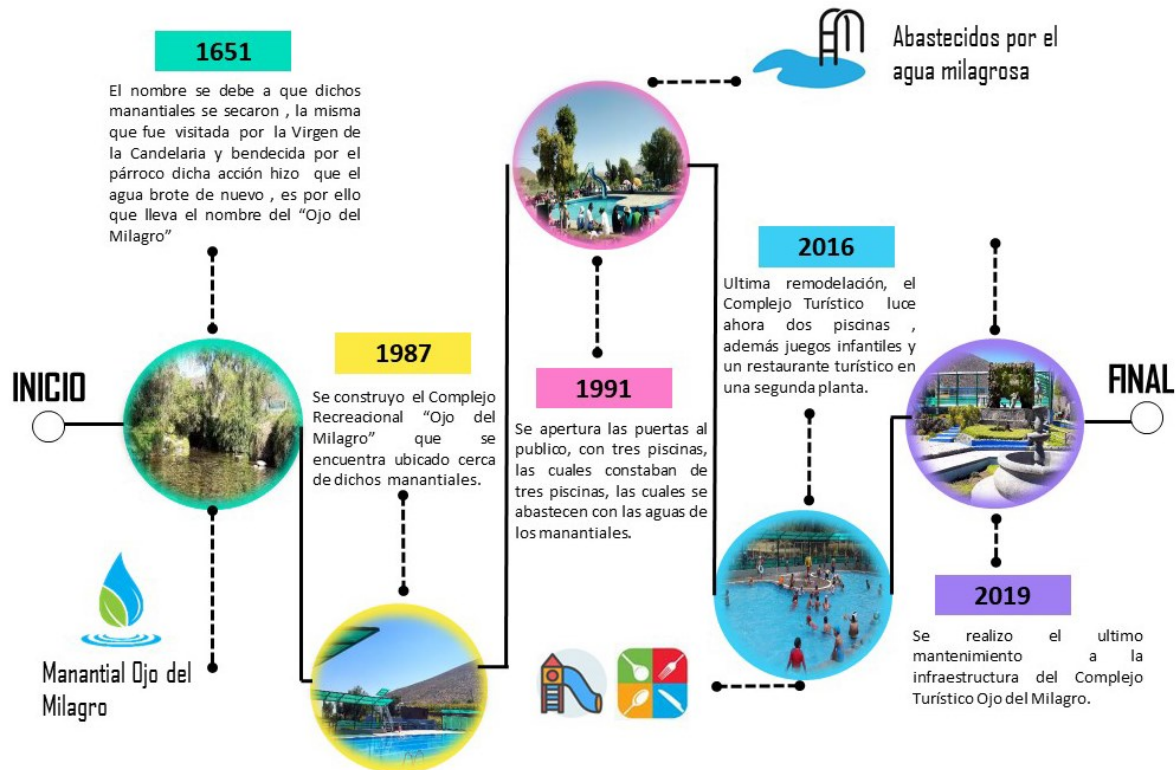 INICIO
1651
El nombre se debe a que dichos
manantiales se secaron , la misma
que fue visitada por la Virgen de
la Candelaria y bendecida por el
párroco dicha acción hizo que el
agua brote de nuevo , es por ello
que lleva el nombre del “Ojo del
Milagro”
Manantial Ojo del
Milagro
1987
Se construyo el Complejo
Recreacional “Ojo del
Milagro” que se
encuentra ubicado cerca
de dichos manantiales.
Abastecidos por el
agua milagrosa
1991
Se apertura las puertas al
publico, con tres piscinas,
las cuales constaban de
tres piscinas, las cuales se
abastecen con las aguas de
los manantiales.
2016
Ultima remodelación, el
Complejo Turístico luce
ahora dos piscinas ,
además juegos infantiles y
un restaurante turístico en
una segunda planta.
2019
Se realizo el ultimo
mantenimiento a la
infraestructura del Complejo
Turístico Ojo del Milagro.
FINAL